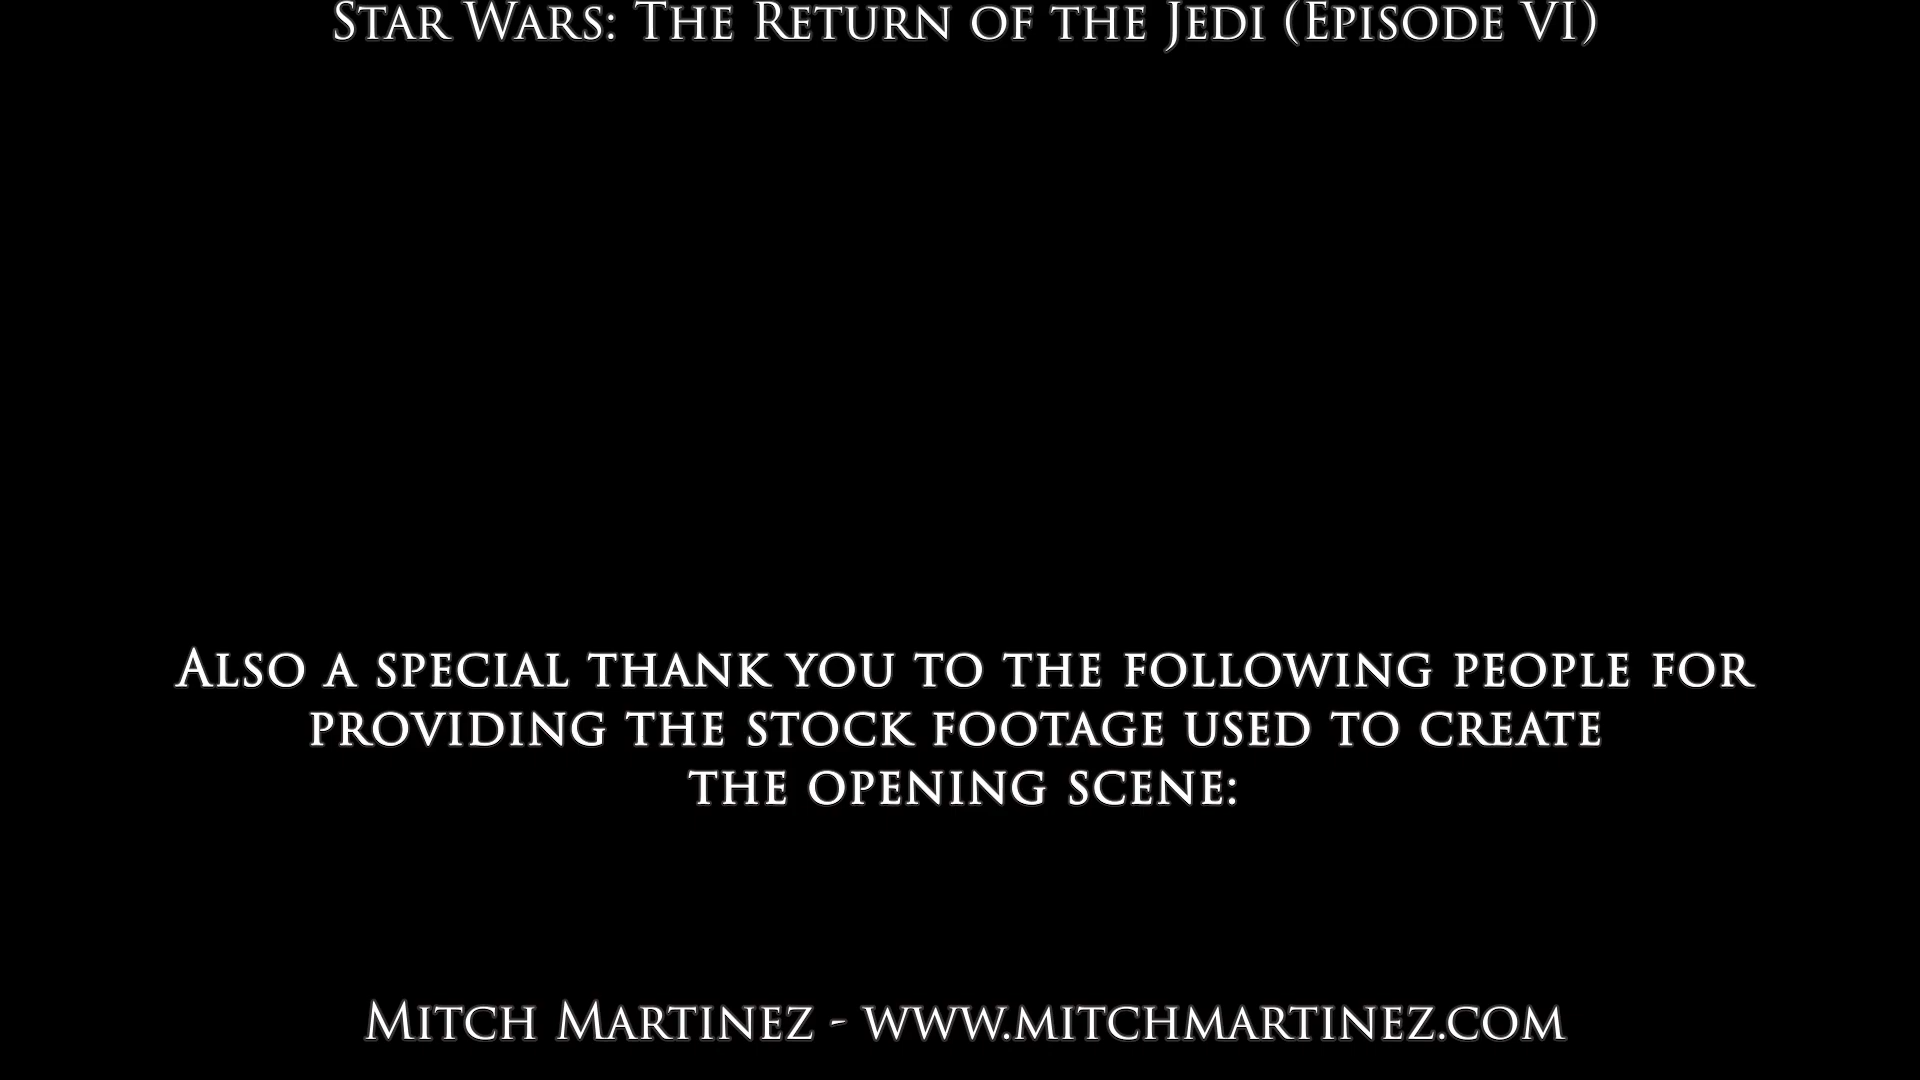 Star Wars: The Return of the Jedi (Episode VI)
Also a special thank you to the following people for
providing the stock footage used to create
the opening scene:
Mitch Martinez - www.mitchmartinez.com